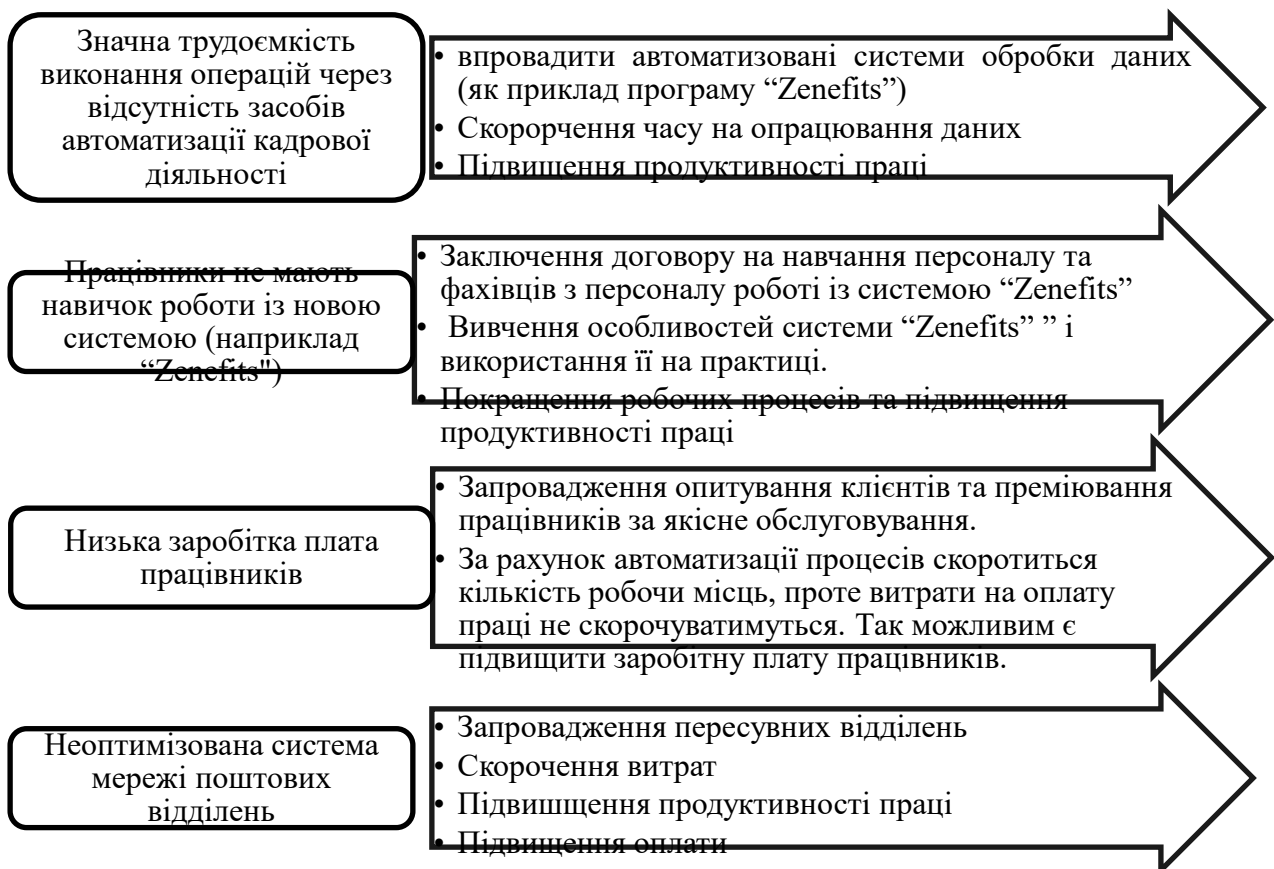 Значна трудоємкість
виконання операцій через
відсутність засобів
автоматизації кадрової
діяльності
• впровадити автоматизовані системи обробки даних
(як приклад програму “Zenefits”)
• Скорорчення часу на опрацювання даних
• Підвищення продуктивності праці
Працівники не мають
навичок роботи із новою
системою (наприклад
“Zenefits")
• Заключення договору на навчання персоналу та
фахівців з персоналу роботі із системою “Zenefits”
• Вивчення особливостей системи “Zenefits” ” і
використання її на практиці.
• Покращення робочих процесів та підвищення
продуктивності праці
Низька заробітка плата
працівників
• Запровадження опитування клієнтів та преміювання
працівників за якісне обслуговування.
• За рахунок автоматизації процесів скоротиться
кількість робочи місць, проте витрати на оплату
праці не скорочуватимуться. Так можливим є
підвищити заробітну плату працівників.
Неоптимізована система
мережі поштових
відділень
• Запровадження пересувних відділень
• Скорочення витрат
• Підвишщення продуктивності праці
• Підвищення оплати